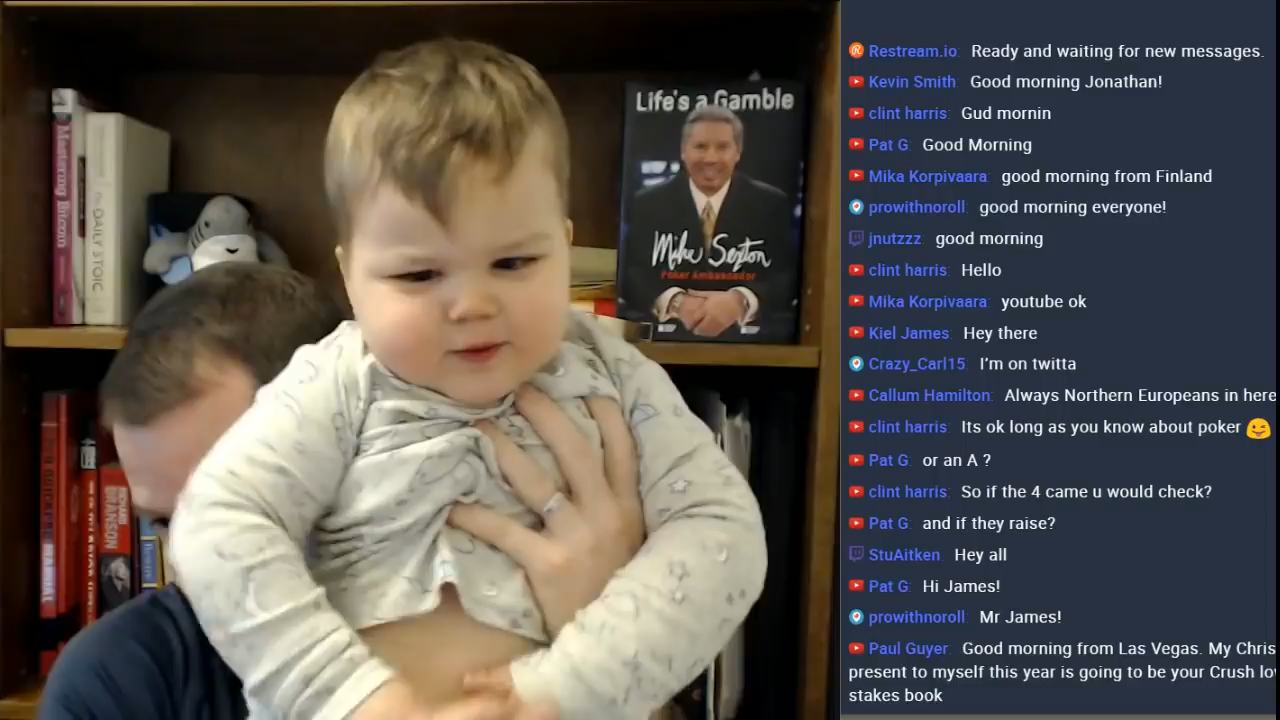 Restream.io: Ready and waiting for new messages.
Kevin Smith: Good morning Jonathan!
clint harris: Gud mornin
Pat G: Good Morning
Mika Korpivaara: good morning from Finland
prowithnoroll: good morning everyone!
jnutzzz: good morning
clint harris: Hello
Mika Korpivaara: youtube ok
Kiel James: Hey there
Crazy_Carl15: I'm on twitta
Callum Hamilton: Always Northern Europeans in here
clint harris: Its ok long as you know about poker 😜
Pat G: or an A ?
clint harris: So if the 4 came u would check?
Pat G: and if they raise?
StuAitken: Hey all
Pat G: Hi James!
prowithnoroll: Mr James!
Paul Guyer: Good morning from Las Vegas. My Chris
present to myself this year is going to be your Crush lo
stakes book
Life's a Gamble
Mike Sexton
Poker Ambassador
Mastering Bitcoin
the DAILY STOIC
RICHARD
BRANSON